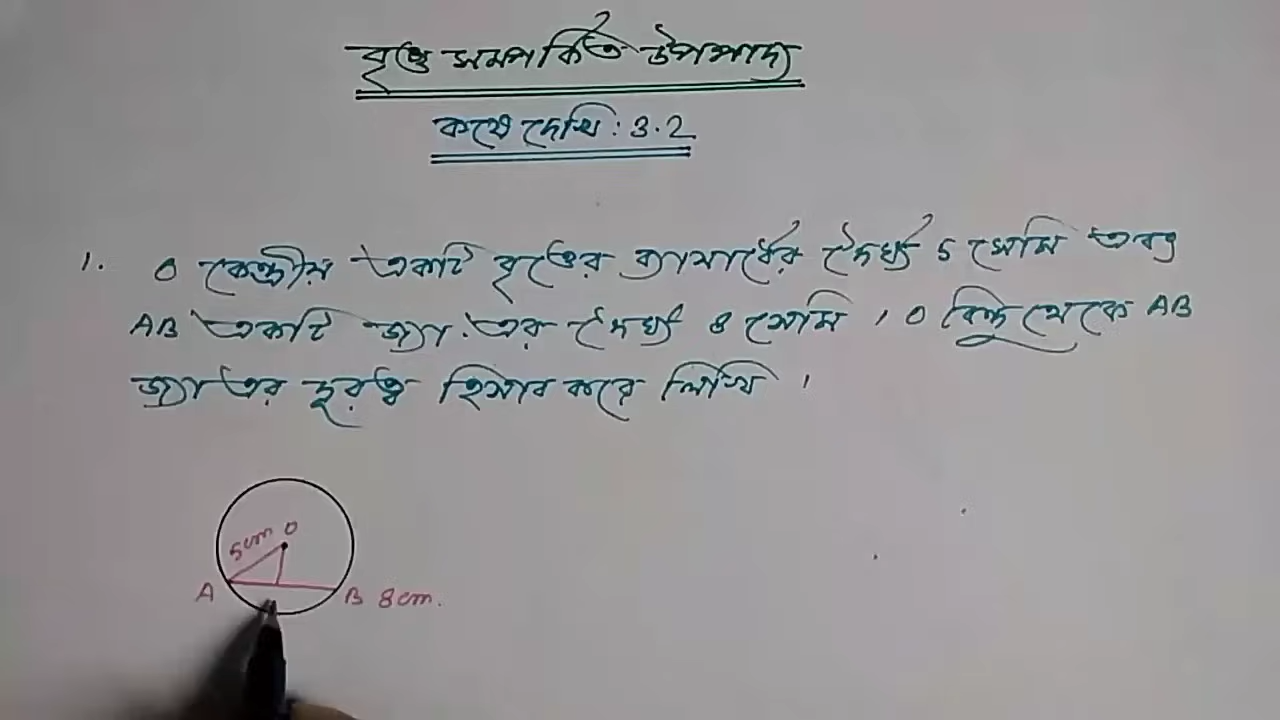 বৃত্ত সম্পর্কিত উপপাদ্য
কষে দেখি : 3.2
1. O কেন্দ্রীয় একটি বৃত্তের ব্যাসার্ধের দৈর্ঘ্য 5 সেমি এবং
AB একটি জ্যা. এর দৈর্ঘ্য 8 সেমি । O বিন্দু থেকে AB
জ্যা এর দূরত্ব হিসাব করে লিখি ।
5cm O
A B 8cm.